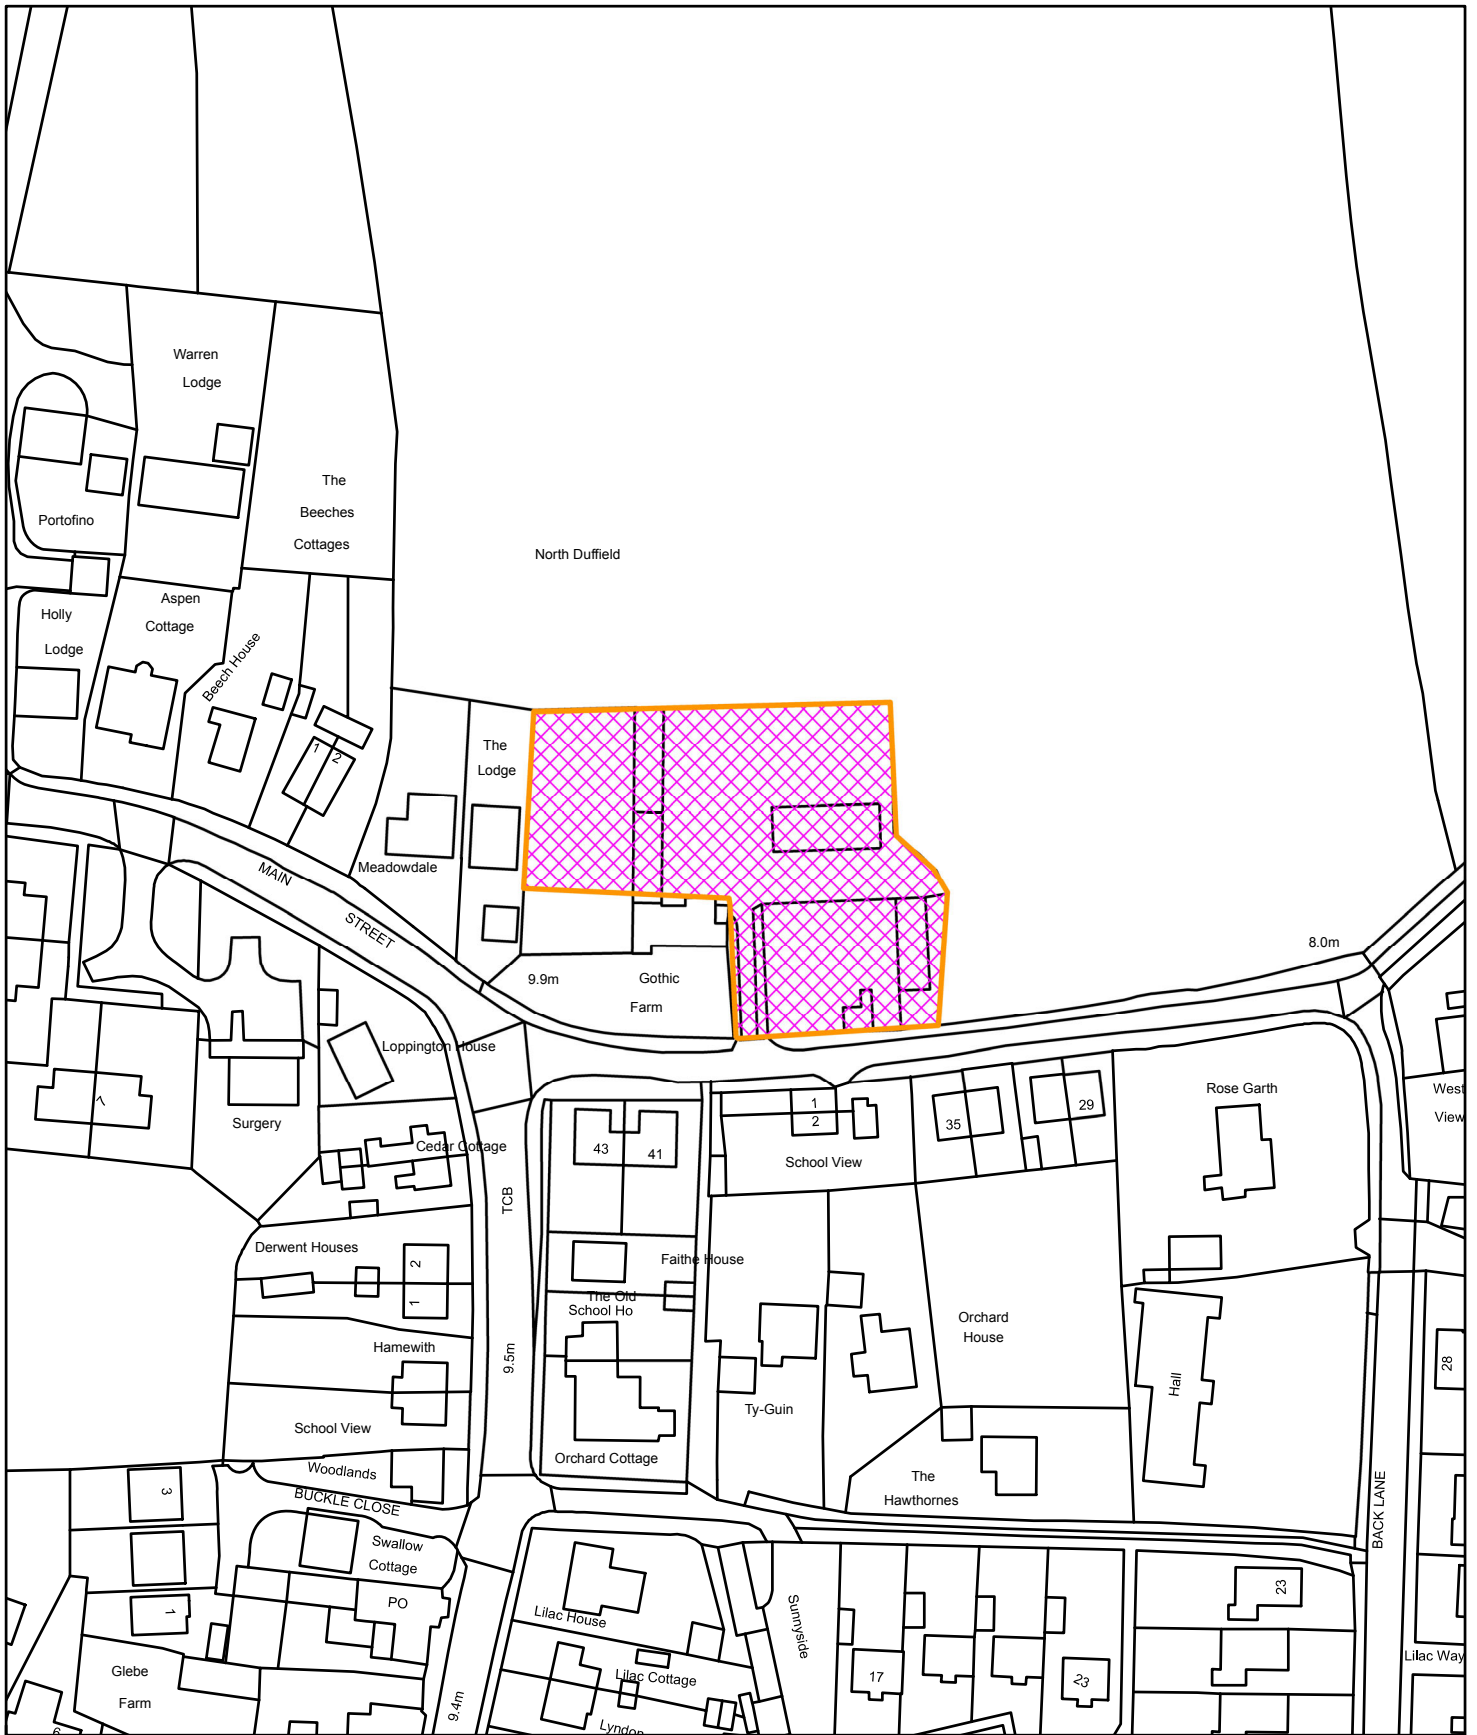 Warren
Lodge
The
Beeches
Cottages
Portofino
North Duffield
Aspen
Cottage
Holly
Lodge
Beech House
1
2
The
Lodge
Meadowdale
MAIN
STREET
8.0m
9.9m
Gothic
Farm
Loppington House
7
Surgery
Cedar Cottage
TCB
43
41
1
2
School View
35
29
Rose Garth
West
View
Derwent Houses
2
1
Faithe House
The Old
School Ho
Orchard
House
Hamewith
9.5m
Hall
28
Ty-Guin
School View
Orchard Cottage
Woodlands
The
Hawthornes
BUCKLE CLOSE
BACK LANE
3
Swallow
Cottage
PO
1
Lilac House
Sunnyside
23
Glebe
Farm
Lilac Cottage
17
23
Lilac Way
9.4m
Lyndon
6